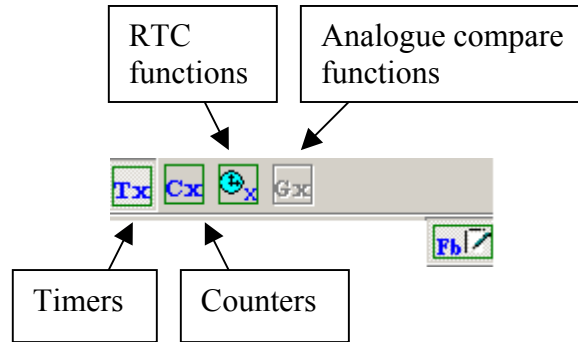 RTC
functions
Analogue compare
functions
Tx Cx X Gx
Fb
Timers
Counters